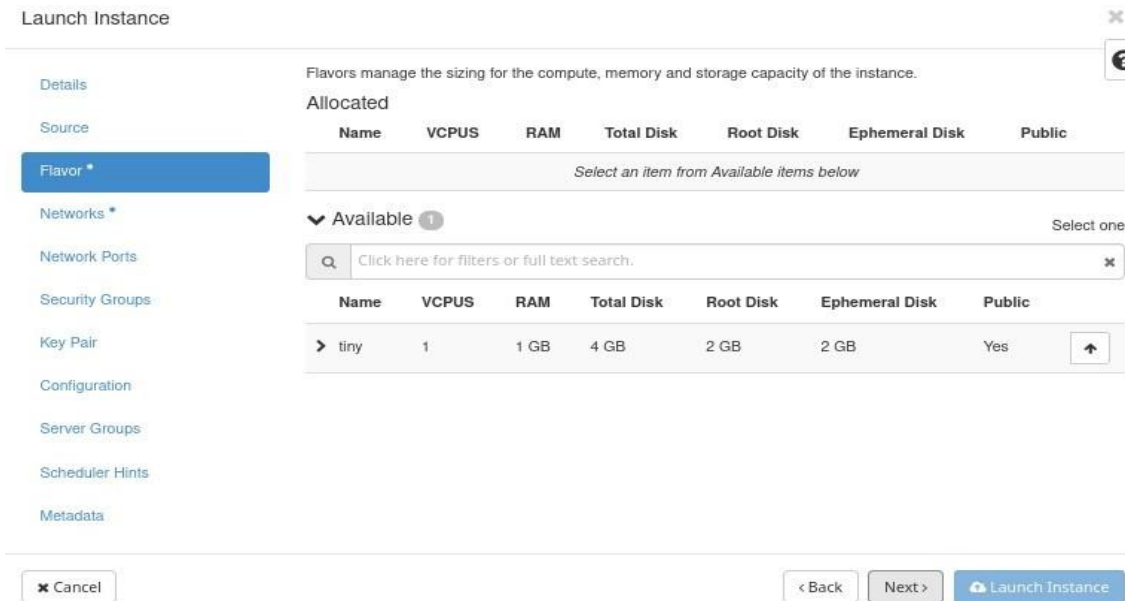 Launch Instance
Details
Source
Flavor *
Networks *
Network Ports
Security Groups
Key Pair
Configuration
Server Groups
Scheduler Hints
Metadata
Flavors manage the sizing for the compute, memory and storage capacity of the instance.
Allocated
Name VCPUS RAM Total Disk Root Disk Ephemeral Disk Public
Select an item from Available items below
Available 1
Select one
Click here for filters or full text search.
Name VCPUS RAM Total Disk Root Disk Ephemeral Disk Public
tiny 1 1 GB 4 GB 2 GB 2 GB Yes
Cancel
< Back Next > Launch Instance